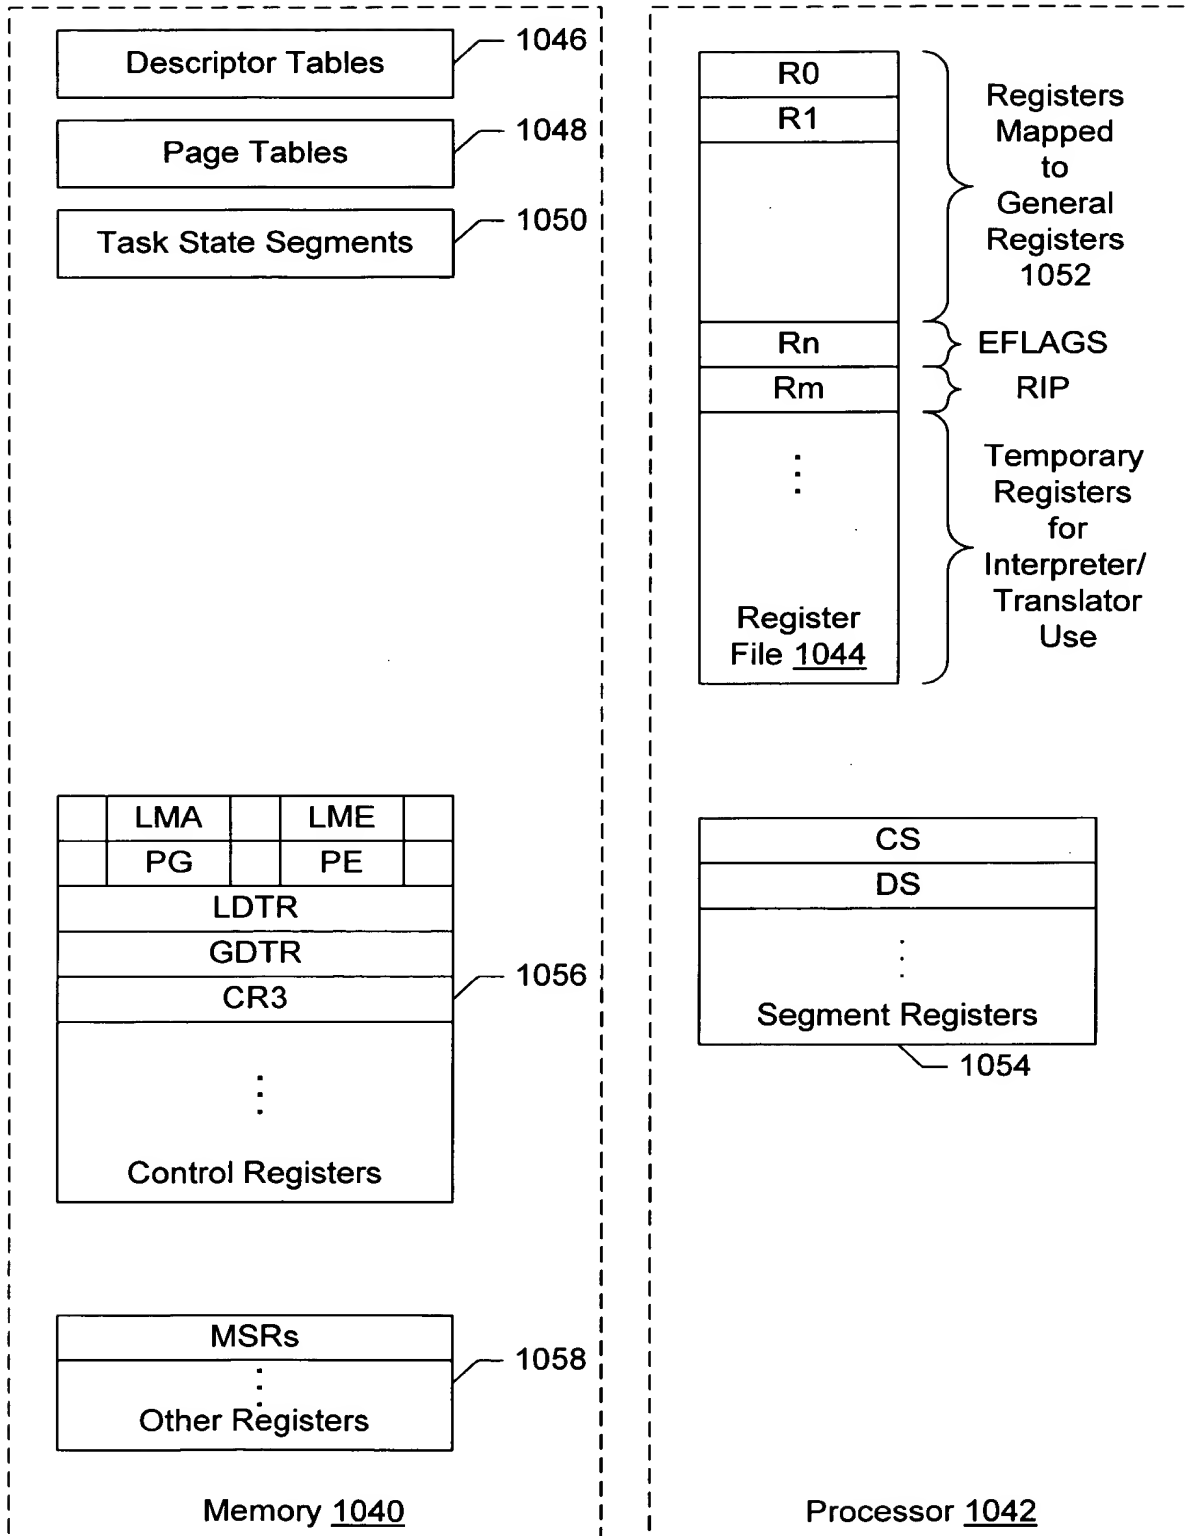 Descriptor Tables
1046
Page Tables
1048
Task State Segments
1050
LMA LME
PG PE
LDTR
GDTR
CR3
1056
Control Registers
MSRs
1058
Other Registers
Memory 1040
R0
R1
Registers
Mapped
to
General
Registers
1052
Rn
EFLAGS
Rm
RIP
Temporary
Registers
for
Interpreter/
Translator
Use
Register
File 1044
CS
DS
Segment Registers
1054
Processor 1042